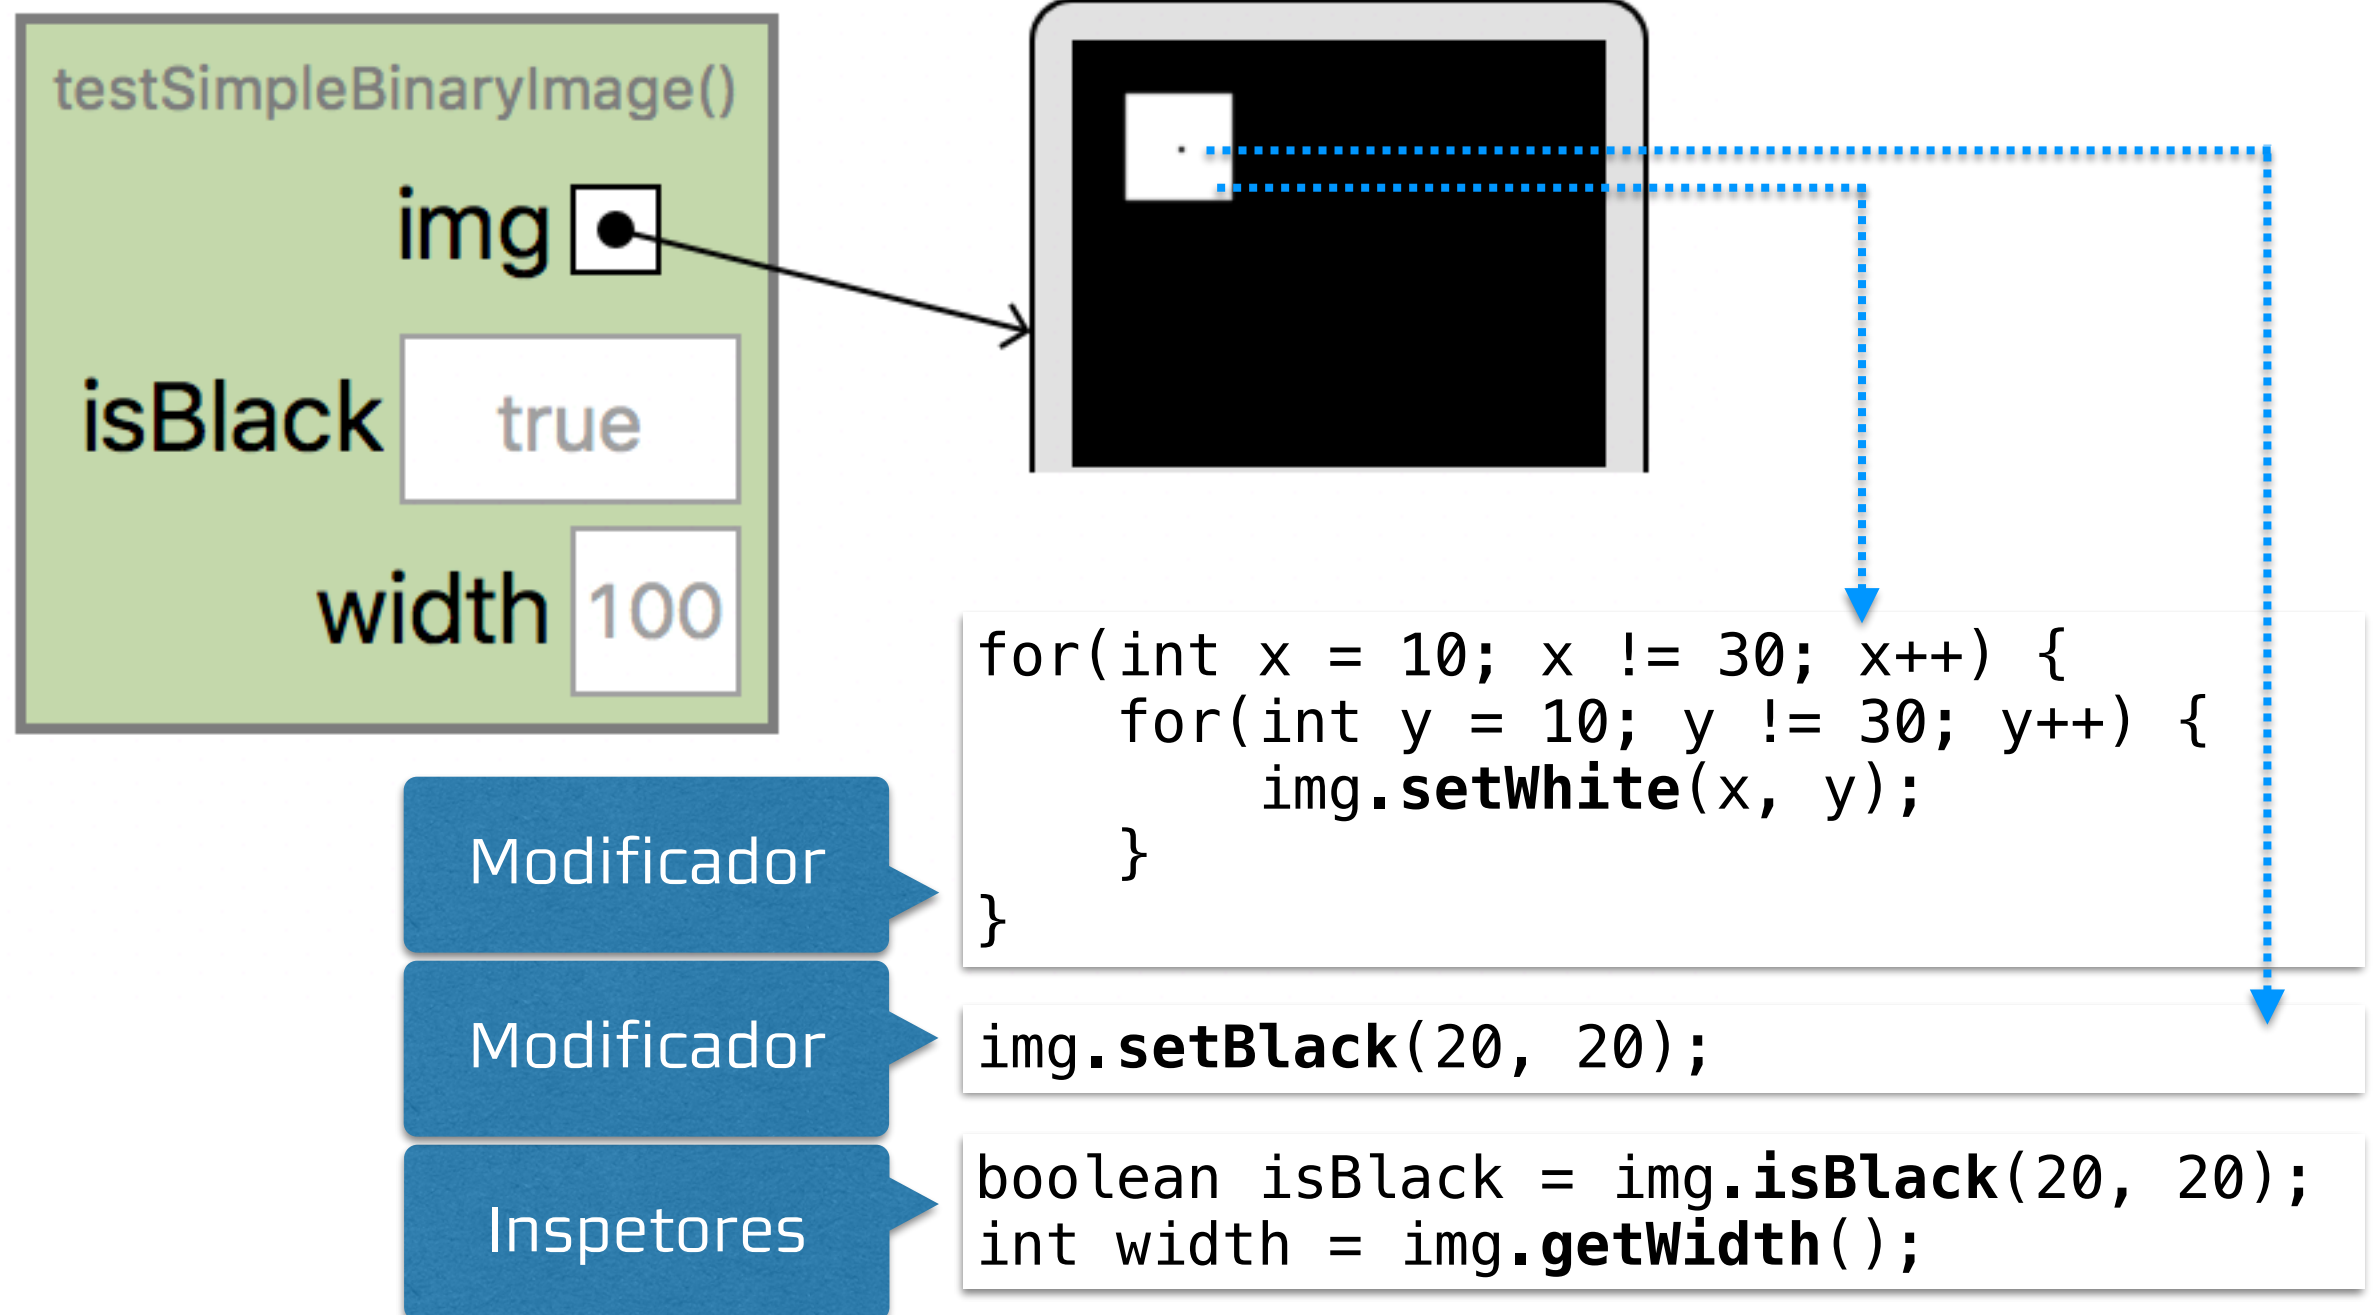 testSimpleBinaryImage()
img
isBlack true
width 100
for(int x = 10; x != 30; x++) {
    for(int y = 10; y != 30; y++) {
        img.setWhite(x, y);
    }
}
Modificador
Modificador
img.setBlack(20, 20);
Inspetores
boolean isBlack = img.isBlack(20, 20);
int width = img.getWidth();